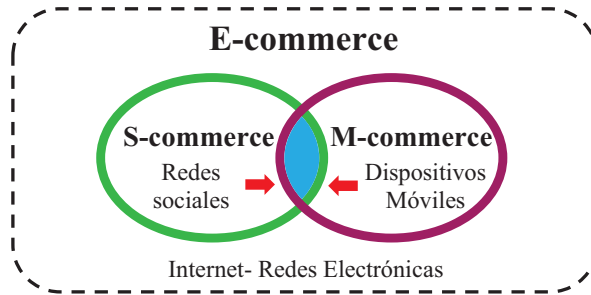 E-commerce
S-commerce
Redes
sociales
M-commerce
Dispositivos
Móviles
Internet- Redes Electrónicas